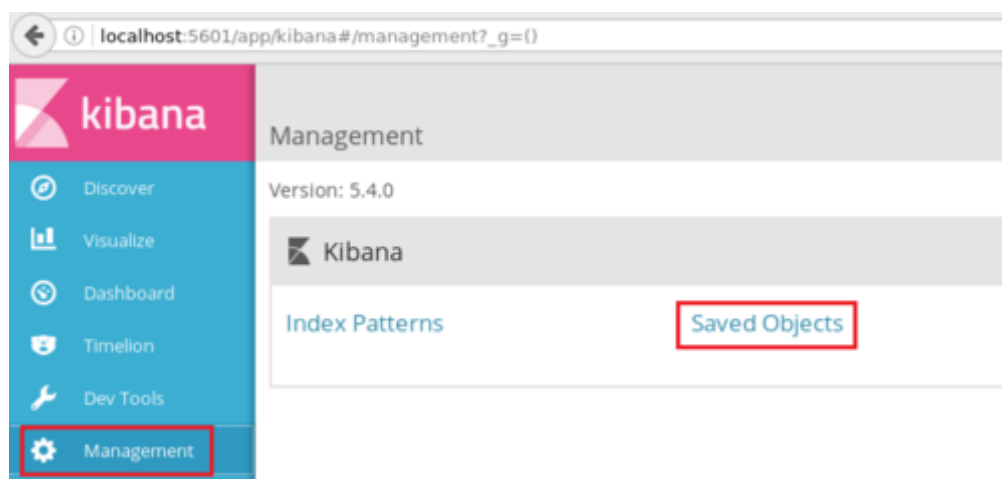 localhost:5601/app/kibana#/management?_g=()
kibana
Management
Discover
Version: 5.4.0
Visualize
Kibana
Dashboard
Index Patterns
Saved Objects
Timelion
Dev Tools
Management